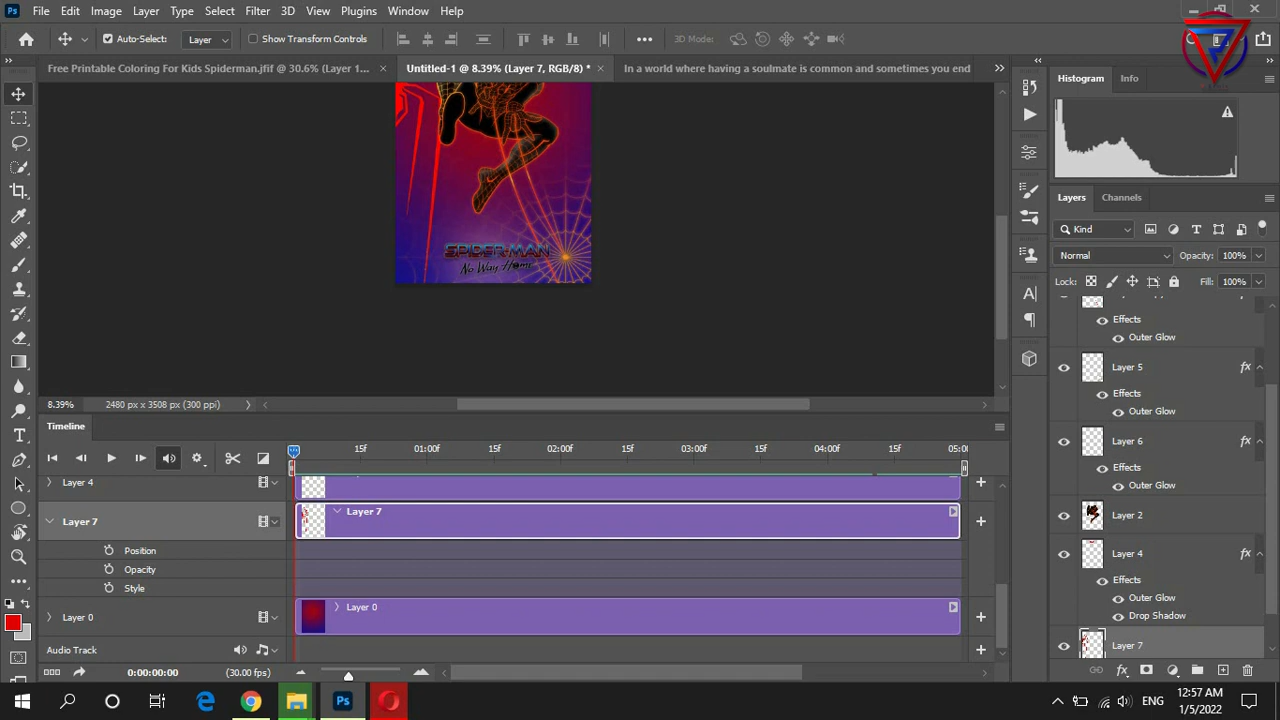 Ps File Edit Image Layer Type Select Filter 3D View Plugins Window Help
Auto-Select: Layer Show Transform Controls 3D Mode:
Free Printable Coloring For Kids Spiderman.jfif @ 30.6% (Layer 1... Untitled-1 @ 8.39% (Layer 7, RGB/8) * In a world where having a soulmate is common and sometimes you end
Histogram Info
SPIDER-MAN
No Way Home
Layers Channels
Kind
Normal Opacity: 100%
Lock: Fill: 100%
Effects
Outer Glow
Layer 5 fx
Effects
Outer Glow
Layer 6 fx
Effects
Outer Glow
Layer 2
Layer 4 fx
Effects
Outer Glow
Drop Shadow
Layer 7
8.39% 2480 px x 3508 px (300 ppi)
Timeline
15f 01:00f 15f 02:00f 15f 03:00f 15f 04:00f 15f 05:0(
Layer 4
Layer 7 Layer 7
Position
Opacity
Style
Layer 0 Layer 0
Audio Track
0:00:00:00 (30.00 fps)
Ps ENG 12:57 AM
1/5/2022